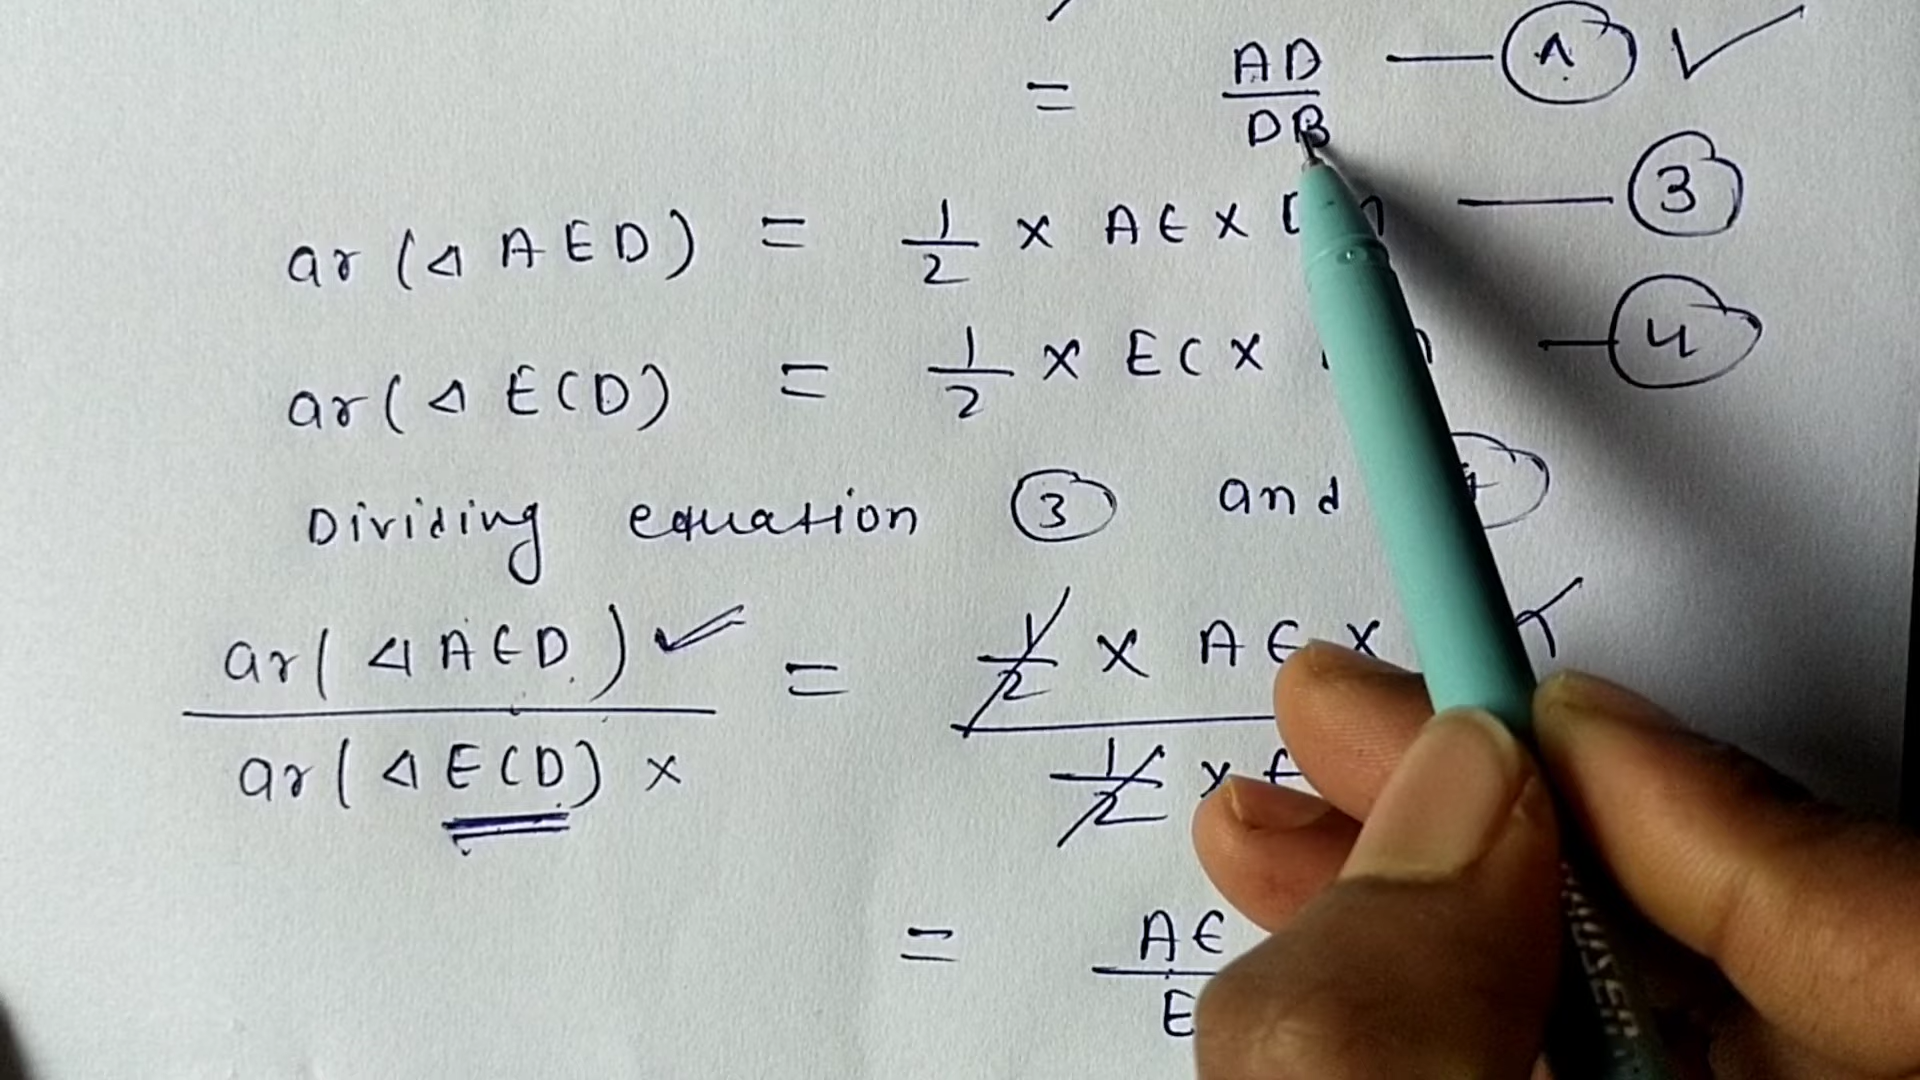 = AD/DB —
ar(△ AED) = 1/2 × AE × — 3
ar(△ ECD) = 1/2 × EC × — 4
Dividing equation 3 and
ar(△ AED) ✓ / ar(△ ECD) × = 1/2 × AE × / 1/2 ×
= AE / E